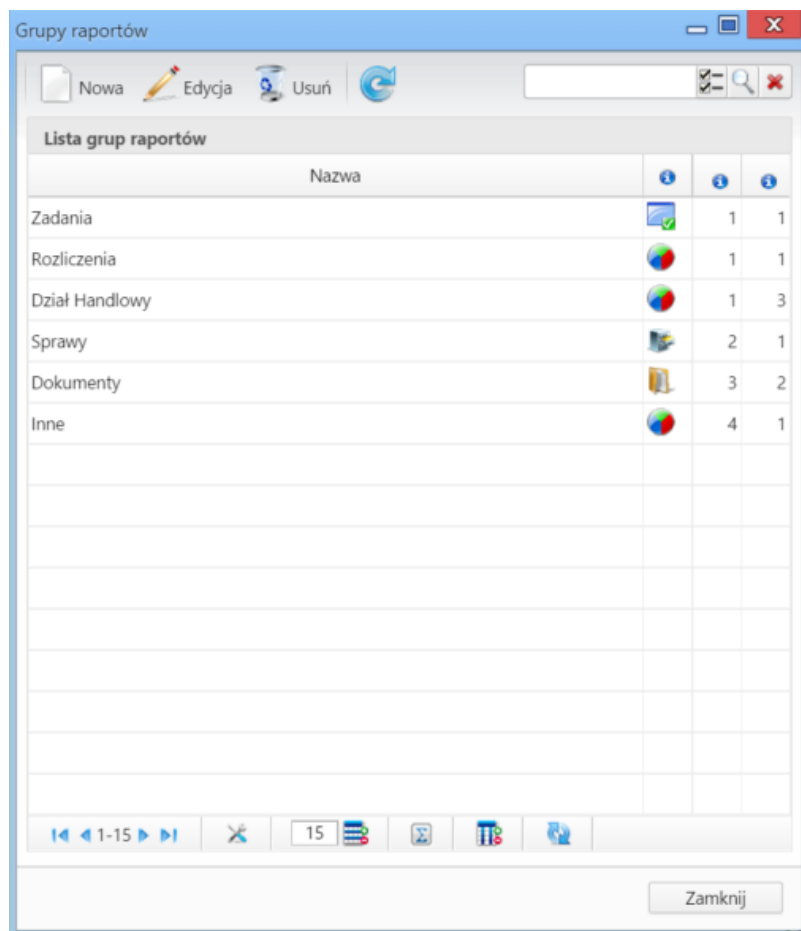 Grupy raportów
Nowa Edycja Usuń
Lista grup raportów
Nazwa
Zadania 1 1
Rozliczenia 1 1
Dział Handlowy 1 3
Sprawy 2 1
Dokumenty 3 2
Inne 4 1
1-15 15
Zamknij